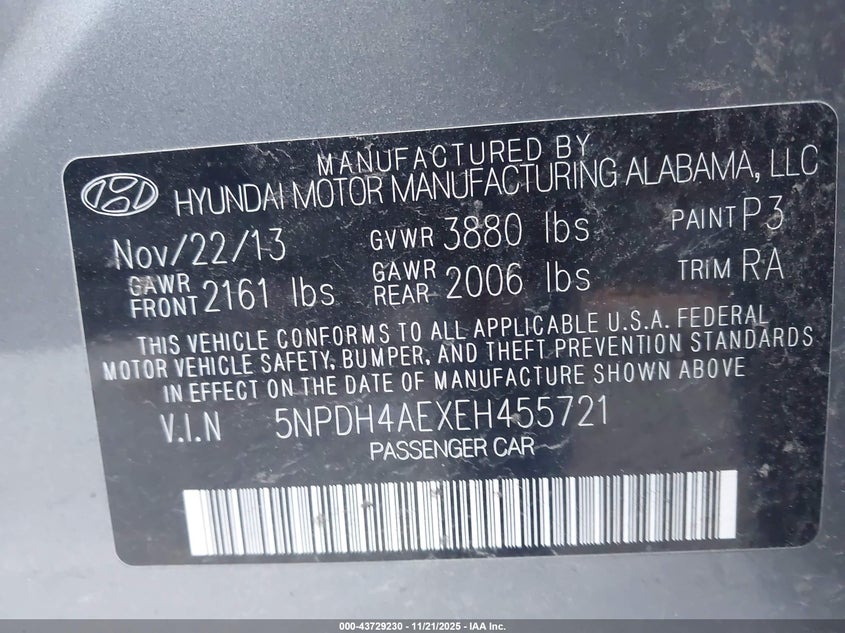 MANUFACTURED BY
HYUNDAI MOTOR MANUFACTURING ALABAMA, LLC
Nov/22/13 GVWR 3880 lbs PAINT P3
GAWR FRONT 2161 lbs GAWR REAR 2006 lbs TRIM RA
THIS VEHICLE CONFORMS TO ALL APPLICABLE U.S.A. FEDERAL
MOTOR VEHICLE SAFETY, BUMPER, AND THEFT PREVENTION STANDARDS
IN EFFECT ON THE DATE OF MANUFACTURE SHOWN ABOVE
V.I.N 5NPDH4AEXEH455721
PASSENGER CAR
000-43729230 - 11/21/2025 - IAA Inc.